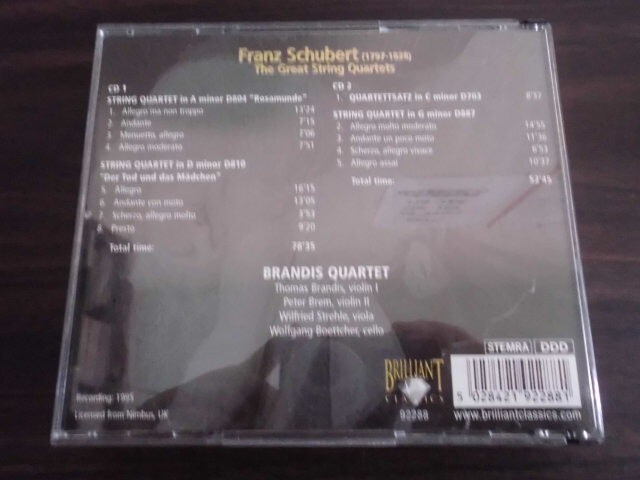 Franz Schubert (1797-1828)
The Great String Quartets
CD 1
STRING QUARTET in A minor D804 "Rosamunde"
1. Allegro ma non troppo 13'24
2. Andante 7'15
3. Menuetto, allegro 7'06
4. Allegro moderato 7'51
STRING QUARTET in D minor D810
"Der Tod und das Mädchen"
5. Allegro 16'15
6. Andante con moto 13'05
7. Scherzo, allegro molto 3'53
8. Presto 9'20
Total time: 78'35
CD 2
1. QUARTETTSATZ in C minor D703 8'37
STRING QUARTET in G minor D887
2. Allegro molto moderato 14'55
3. Andante un poco moto 11'36
4. Scherzo, allegro vivace 6'53
5. Allegro assai 10'37
Total time: 52'45
BRANDIS QUARTET
Thomas Brandis, violin I
Peter Brem, violin II
Wilfried Strehle, viola
Wolfgang Boettcher, cello
Recording: 1995
Licensed from Nimbus, UK
BRILLIANT
CLASSICS
92288
STEMRA DDD
5 028421 922881
www.brilliantclassics.com